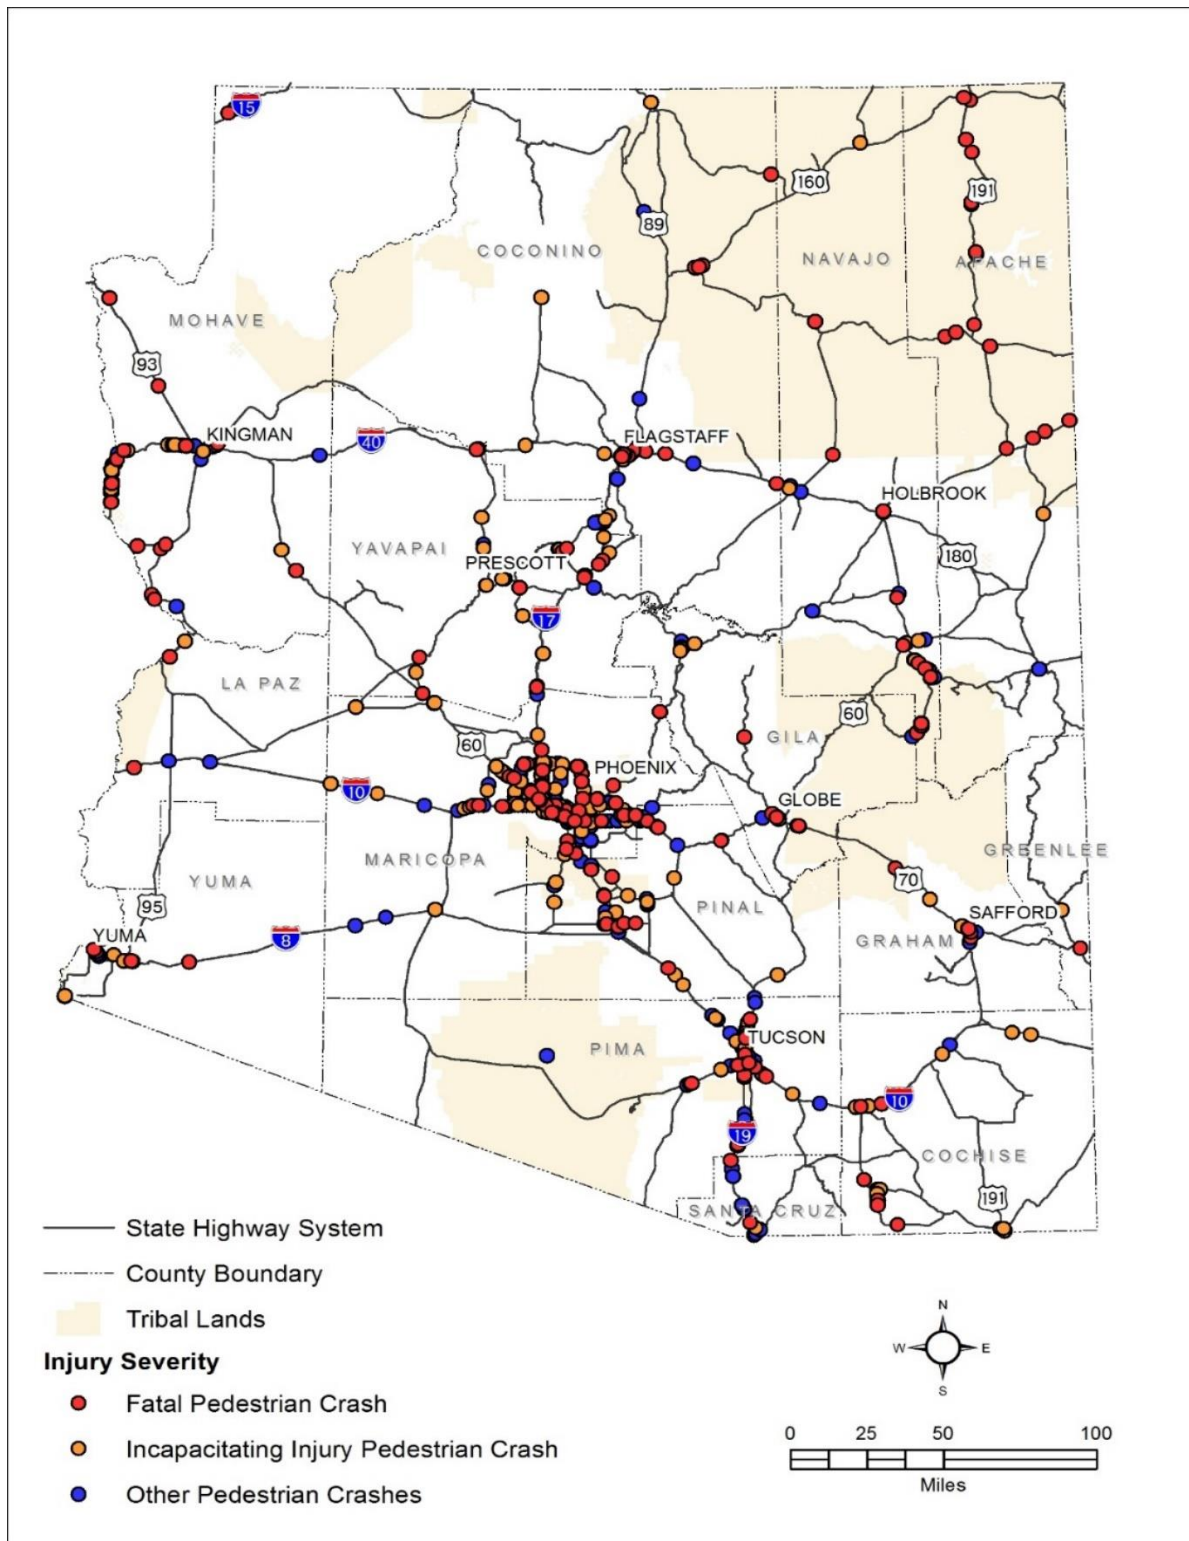 15
160
191
89
COCONINO
NAVAJO
APACHE
MOHAVE
93
KINGMAN
40
FLAGSTAFF
HOLBROOK
YAVAPAI
180
PRESCOTT
17
LA PAZ
60
60
GILA
PHOENIX
10
GLOBE
MARICOPA
GREENLEE
YUMA
70
95
PINAL
SAFFORD
YUMA
8
GRAHAM
TUCSON
PIMA
10
19
COCHISE
191
SANTA CRUZ
State Highway System
County Boundary
Tribal Lands
Injury Severity
Fatal Pedestrian Crash
Incapacitating Injury Pedestrian Crash
Other Pedestrian Crashes
N
W E
S
0 25 50 100
Miles